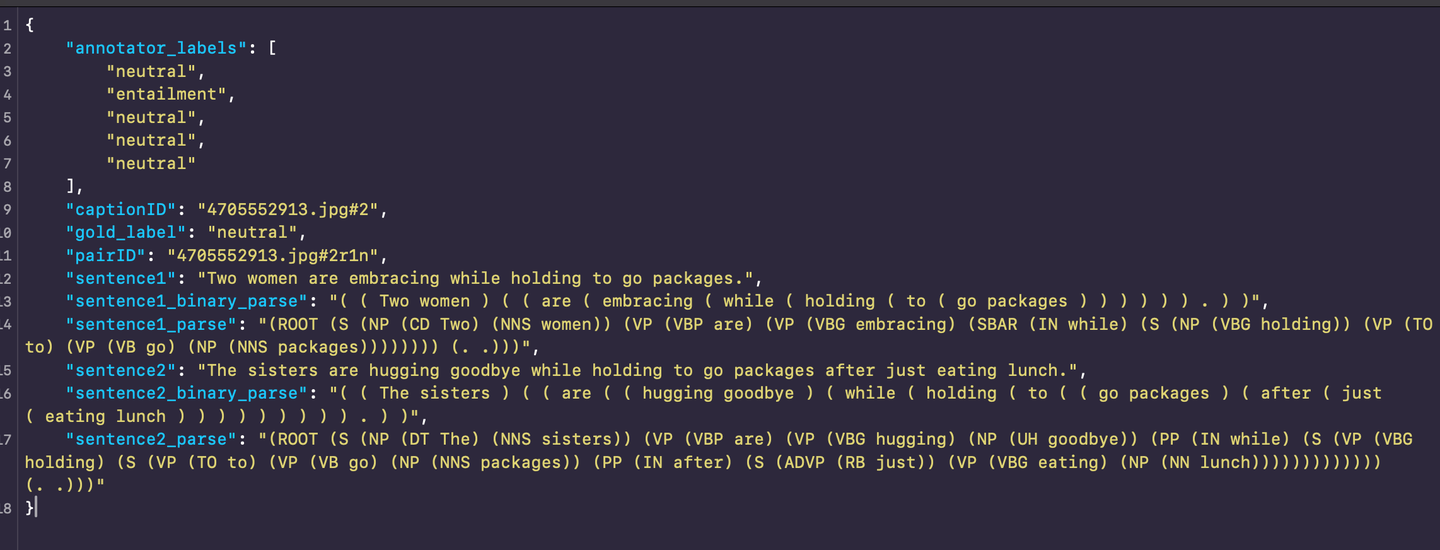 1 {
2 "annotator_labels": [
3 "neutral",
4 "entailment",
5 "neutral",
6 "neutral",
7 "neutral"
8 ],
9 "captionID": "4705552913.jpg#2",
10 "gold_label": "neutral",
11 "pairID": "4705552913.jpg#2r1n",
12 "sentence1": "Two women are embracing while holding to go packages.",
13 "sentence1_binary_parse": "( ( Two women ) ( ( are ( embracing ( while ( holding ( to ( go packages ) ) ) ) ) ) . ) )",
14 "sentence1_parse": "(ROOT (S (NP (CD Two) (NNS women)) (VP (VBP are) (VP (VBG embracing) (SBAR (IN while) (S (NP (VBG holding)) (VP (TO
to) (VP (VB go) (NP (NNS packages)))))))) (. .)))",
15 "sentence2": "The sisters are hugging goodbye while holding to go packages after just eating lunch.",
16 "sentence2_binary_parse": "( ( The sisters ) ( ( are ( ( hugging goodbye ) ( while ( holding ( to ( ( go packages ) ( after ( just
( eating lunch ) ) ) ) ) ) ) ) ) . ) )",
17 "sentence2_parse": "(ROOT (S (NP (DT The) (NNS sisters)) (VP (VBP are) (VP (VBG hugging) (NP (UH goodbye)) (PP (IN while) (S (VP (VBG
holding) (S (VP (TO to) (VP (VB go) (NP (NNS packages)) (PP (IN after) (S (ADVP (RB just)) (VP (VBG eating) (NP (NN lunch)))))))))))))
(. .)))"
18 }